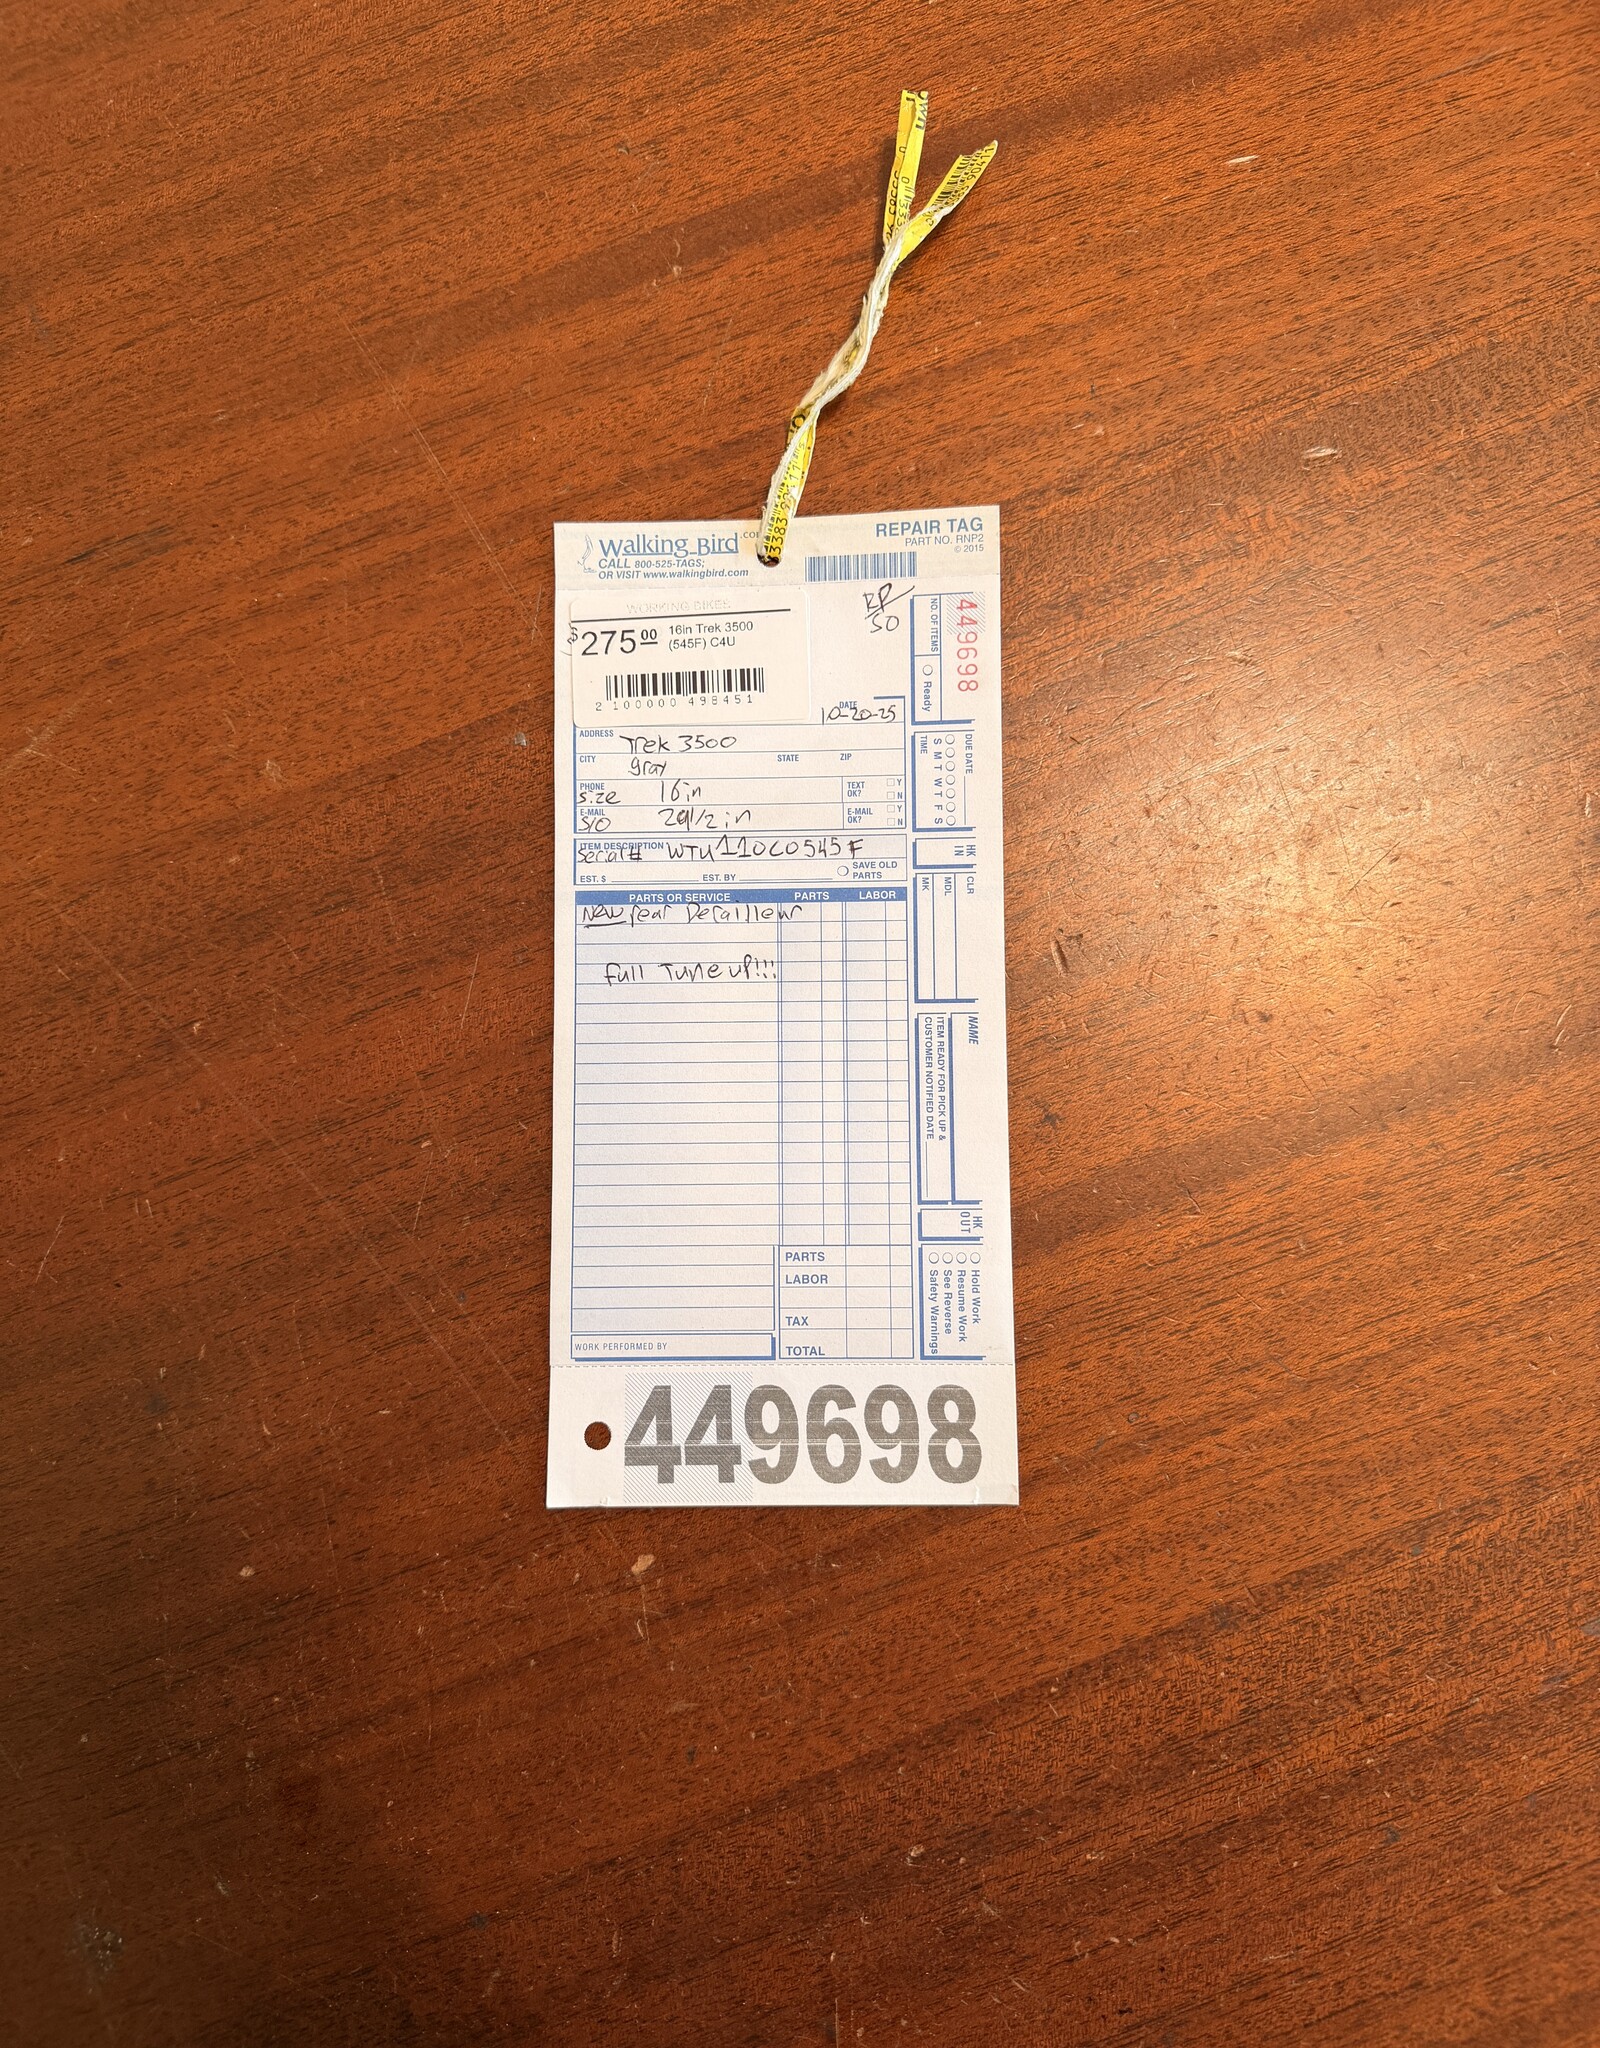 Walking Bird .com
CALL 800-525-TAGS;
OR VISIT www.walkingbird.com
REPAIR TAG
PART NO. RNP2
© 2015
WORKING BIKES
$275.00 16in Trek 3500
(545F) C4U
2 100000 498451
50
449698
NO. OF ITEMS
Ready
DATE
10-20-25
ADDRESS Trek 3500
CITY gray STATE ZIP
PHONE size 16in TEXT OK? Y N
E-MAIL S/O 29 1/2 in E-MAIL OK? Y N
ITEM DESCRIPTION
Serial# WTU110C0545F
SAVE OLD PARTS
EST. $ EST. BY
DUE DATE
S M T W T F S
TIME
HK IN
CLR
MDL
MK
PARTS OR SERVICE PARTS LABOR
New rear Derailleur
Full Tune up!!!
NAME
ITEM READY FOR PICK UP &
CUSTOMER NOTIFIED DATE
HK OUT
Hold Work
Resume Work
See Reverse
Safety Warnings
PARTS
LABOR
TAX
TOTAL
WORK PERFORMED BY
449698